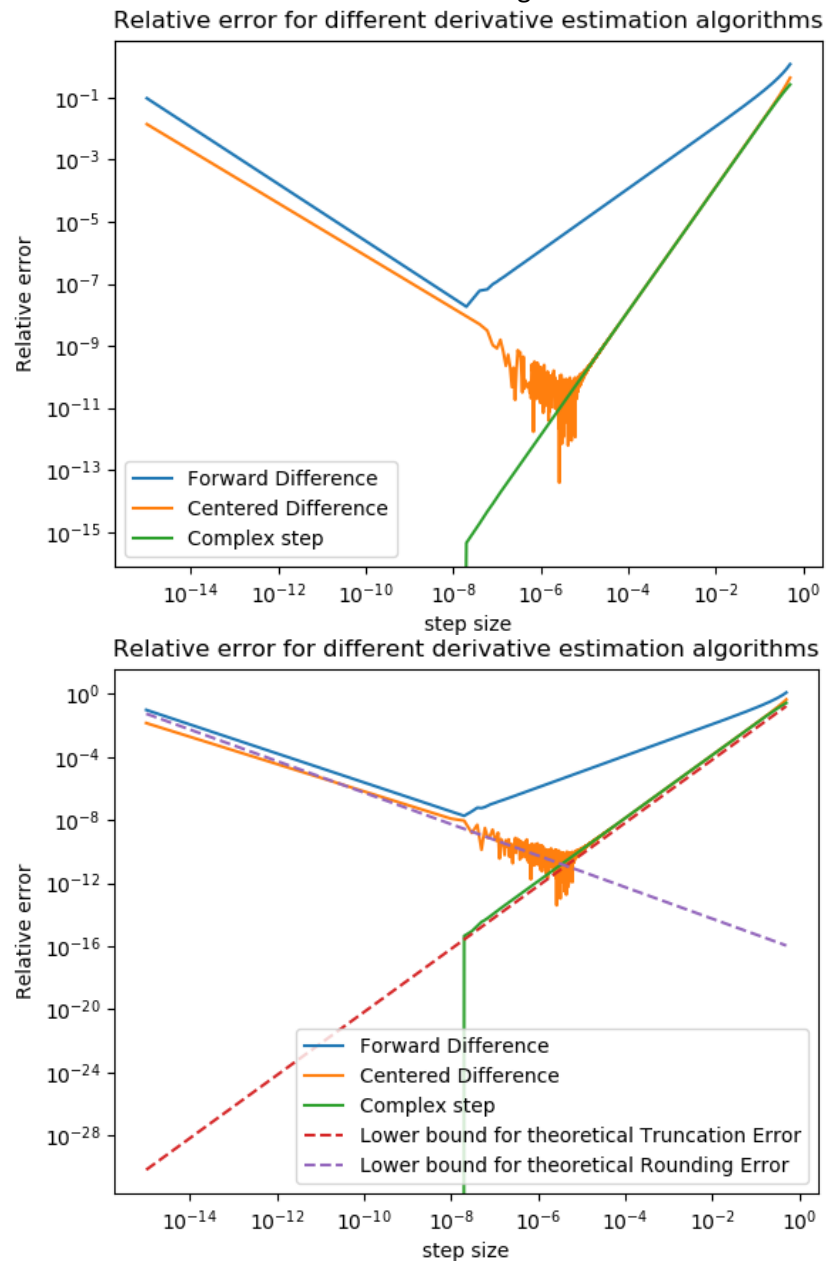 Relative error for different derivative estimation algorithms
10^-1
10^-3
10^-5
10^-7
10^-9
10^-11
10^-13
10^-15
Relative error
Forward Difference
Centered Difference
Complex step
10^-14 10^-12 10^-10 10^-8 10^-6 10^-4 10^-2 10^0
step size
Relative error for different derivative estimation algorithms
10^0
10^-4
10^-8
10^-12
10^-16
10^-20
10^-24
10^-28
Relative error
Forward Difference
Centered Difference
Complex step
Lower bound for theoretical Truncation Error
Lower bound for theoretical Rounding Error
10^-14 10^-12 10^-10 10^-8 10^-6 10^-4 10^-2 10^0
step size